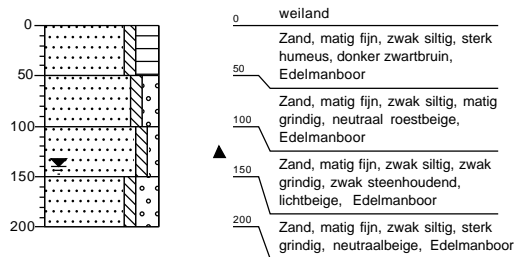 0
50
100
150
200
0
weiland
Zand, matig fijn, zwak siltig, sterk
humeus, donker zwartbruin,
Edelmanboor
50
Zand, matig fijn, zwak siltig, matig
grindig, neutraal roestbeige,
Edelmanboor
100
Zand, matig fijn, zwak siltig, zwak
grindig, zwak steenhoudend,
lichtbeige, Edelmanboor
150
Zand, matig fijn, zwak siltig, sterk
grindig, neutraalbeige, Edelmanboor
200